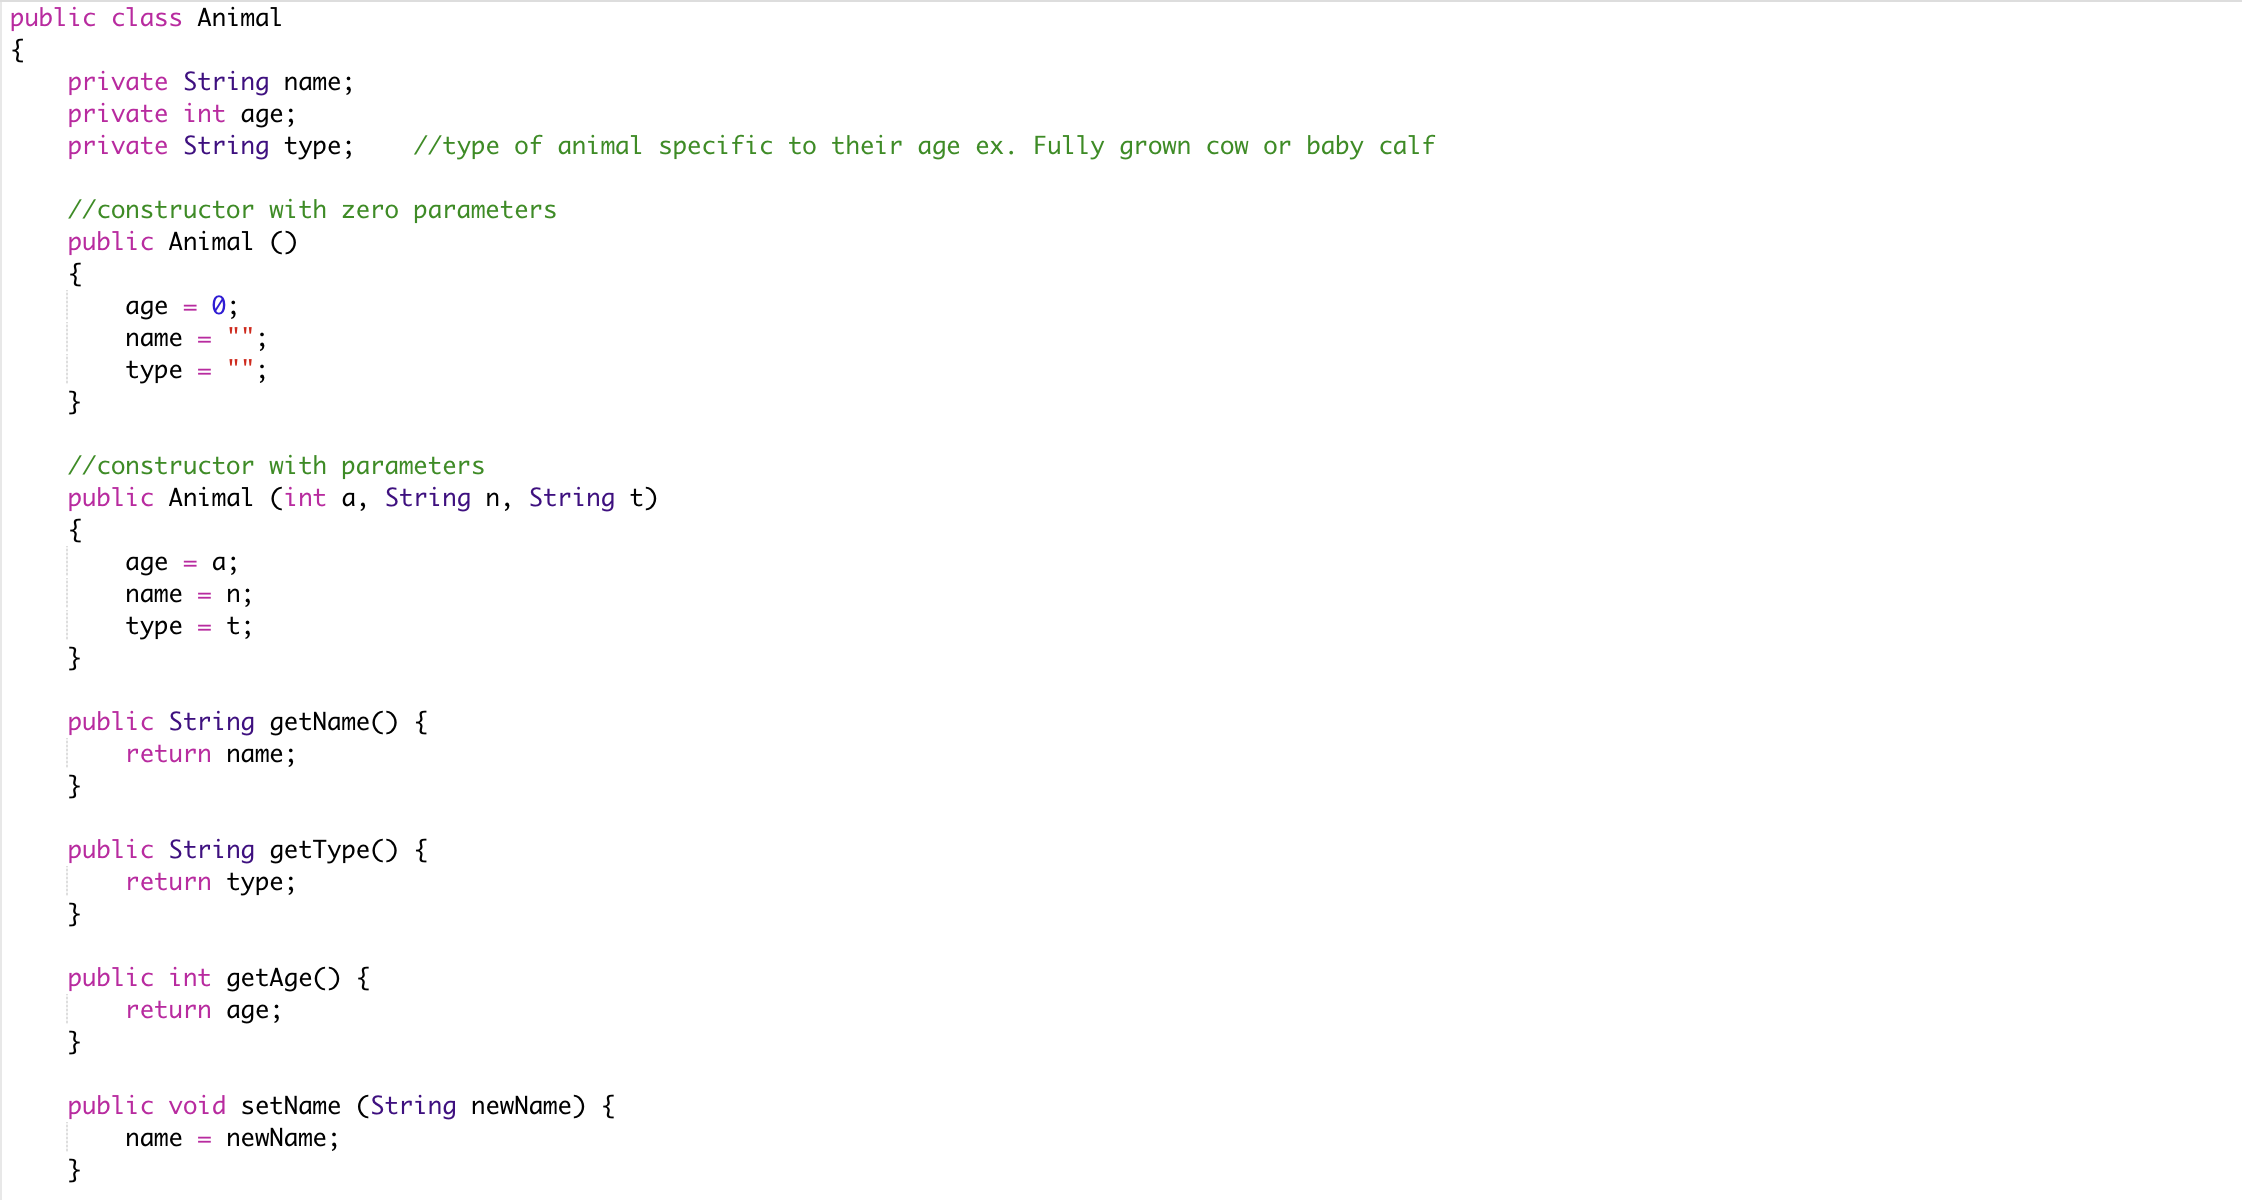 public class Animal
{
    private String name;
    private int age;
    private String type;    //type of animal specific to their age ex. Fully grown cow or baby calf

    //constructor with zero parameters
    public Animal ()
    {
        age = 0;
        name = "";
        type = "";
    }

    //constructor with parameters
    public Animal (int a, String n, String t)
    {
        age = a;
        name = n;
        type = t;
    }

    public String getName() {
        return name;
    }

    public String getType() {
        return type;
    }

    public int getAge() {
        return age;
    }

    public void setName (String newName) {
        name = newName;
    }